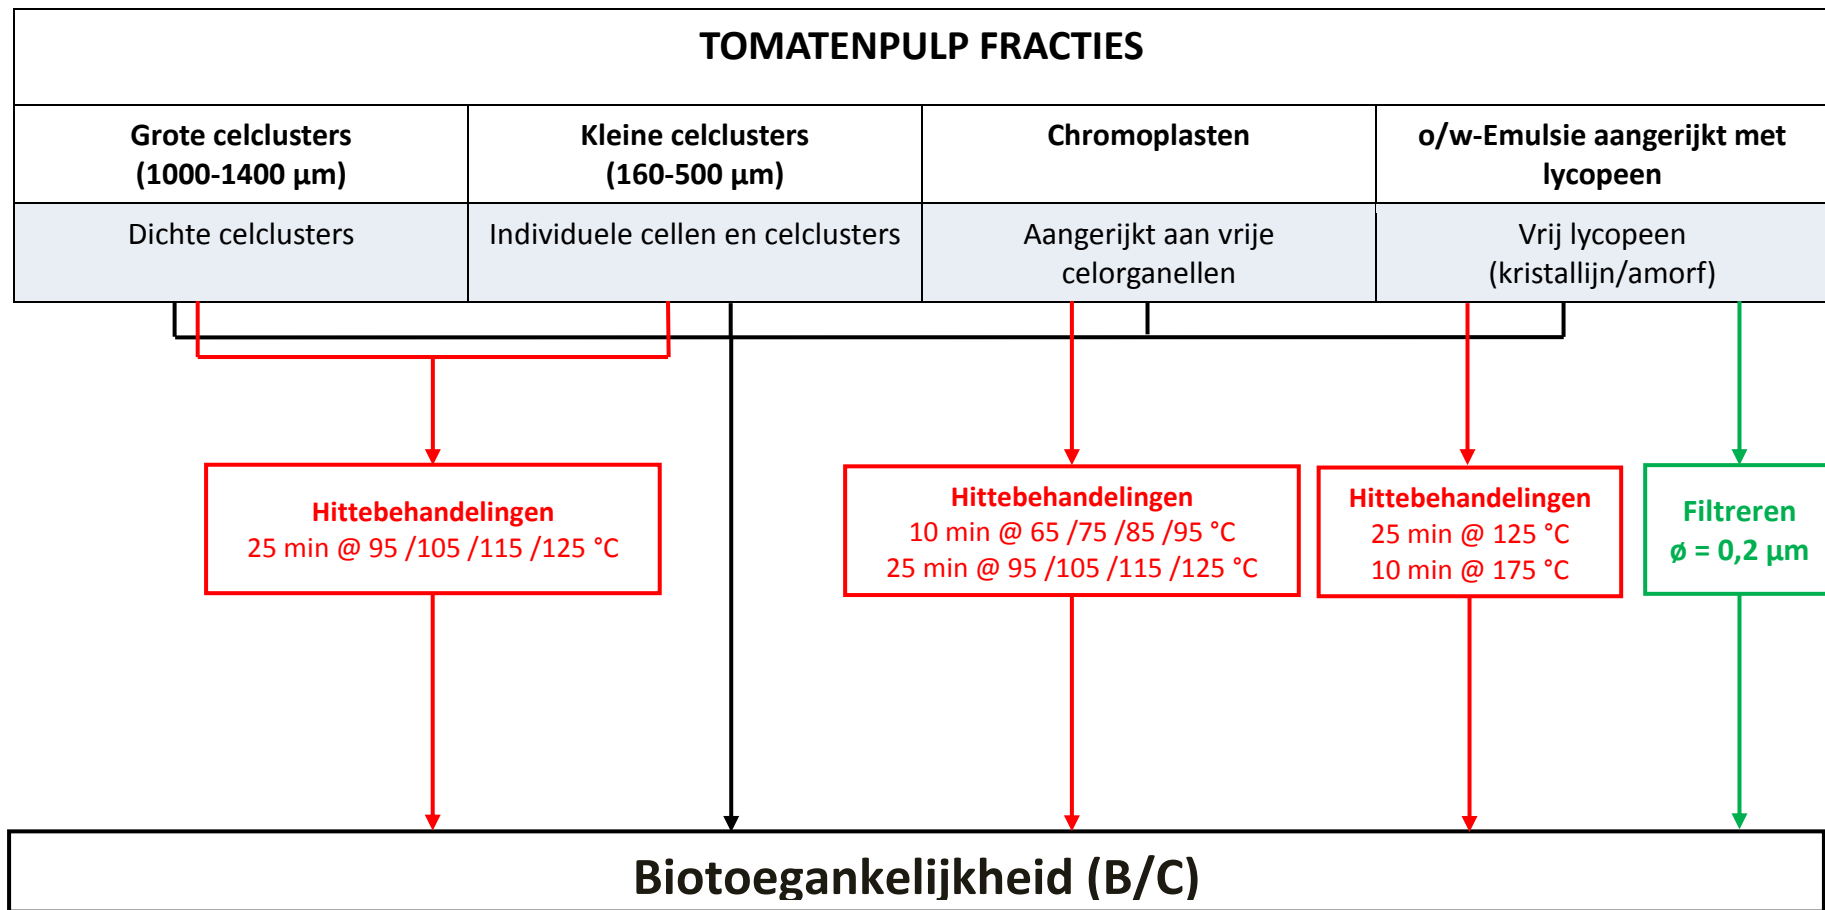 TOMATENPULP FRACTIES
Grote celclusters
(1000-1400 µm)
Kleine celclusters
(160-500 µm)
Chromoplasten
o/w-Emulsie aangerijkt met
lycopeen
Dichte celclusters
Individuele cellen en celclusters
Aangerijkt aan vrije
celorganellen
Vrij lycopeen
(kristallijn/amorf)
Hittebehandelingen
25 min @ 95 /105 /115 /125 °C
Hittebehandelingen
10 min @ 65 /75 /85 /95 °C
25 min @ 95 /105 /115 /125 °C
Hittebehandelingen
25 min @ 125 °C
10 min @ 175 °C
Filtreren
ø = 0,2 µm
Biotoegankelijkheid (B/C)